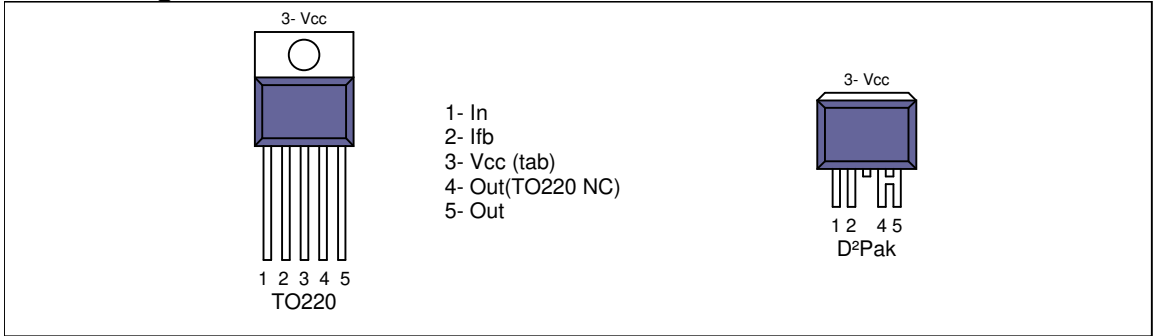 3- Vcc
1 2 3 4 5
TO220
1- In
2- Ifb
3- Vcc (tab)
4- Out(TO220 NC)
5- Out
3- Vcc
1 2 4 5
D²Pak